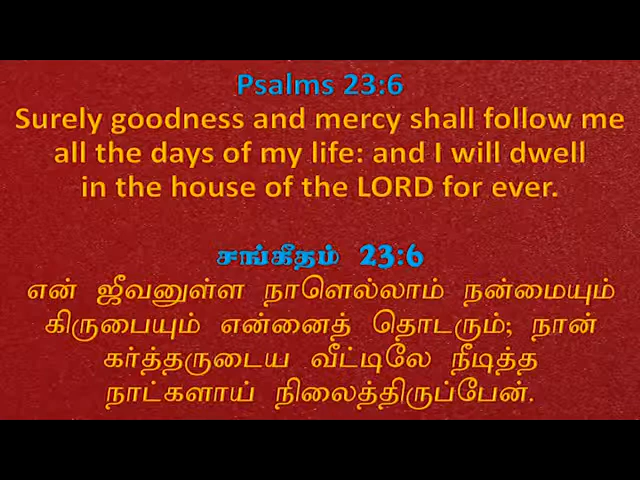 Psalms 23:6
Surely goodness and mercy shall follow me
all the days of my life: and I will dwell
in the house of the LORD for ever.
சங்கீதம் 23:6
என் ஜீவனுள்ள நாளெல்லாம் நன்மையும்
கிருபையும் என்னைத் தொடரும்; நான்
கர்த்தருடைய வீட்டிலே நீடித்த
நாட்களாய் நிலைத்திருப்பேன்.